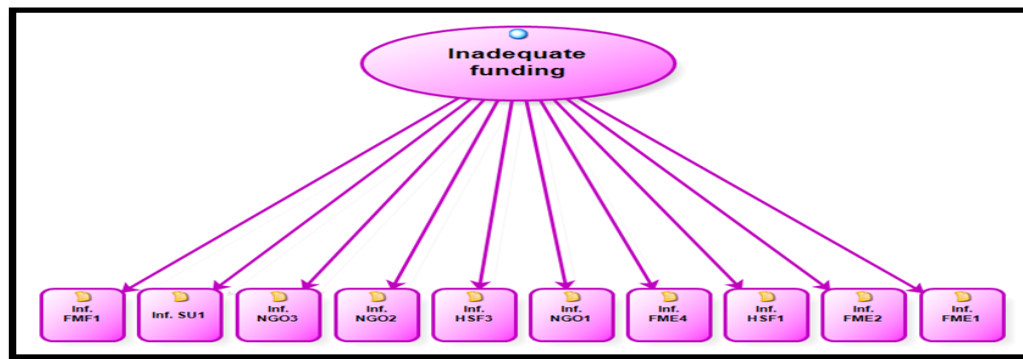 Inadequate
funding
Inf.
FMF1
Inf. SU1
Inf.
NGO3
Inf.
NGO2
Inf.
HSF3
Inf.
NGO1
Inf.
FME4
Inf.
HSF1
Inf.
FME2
Inf.
FME1